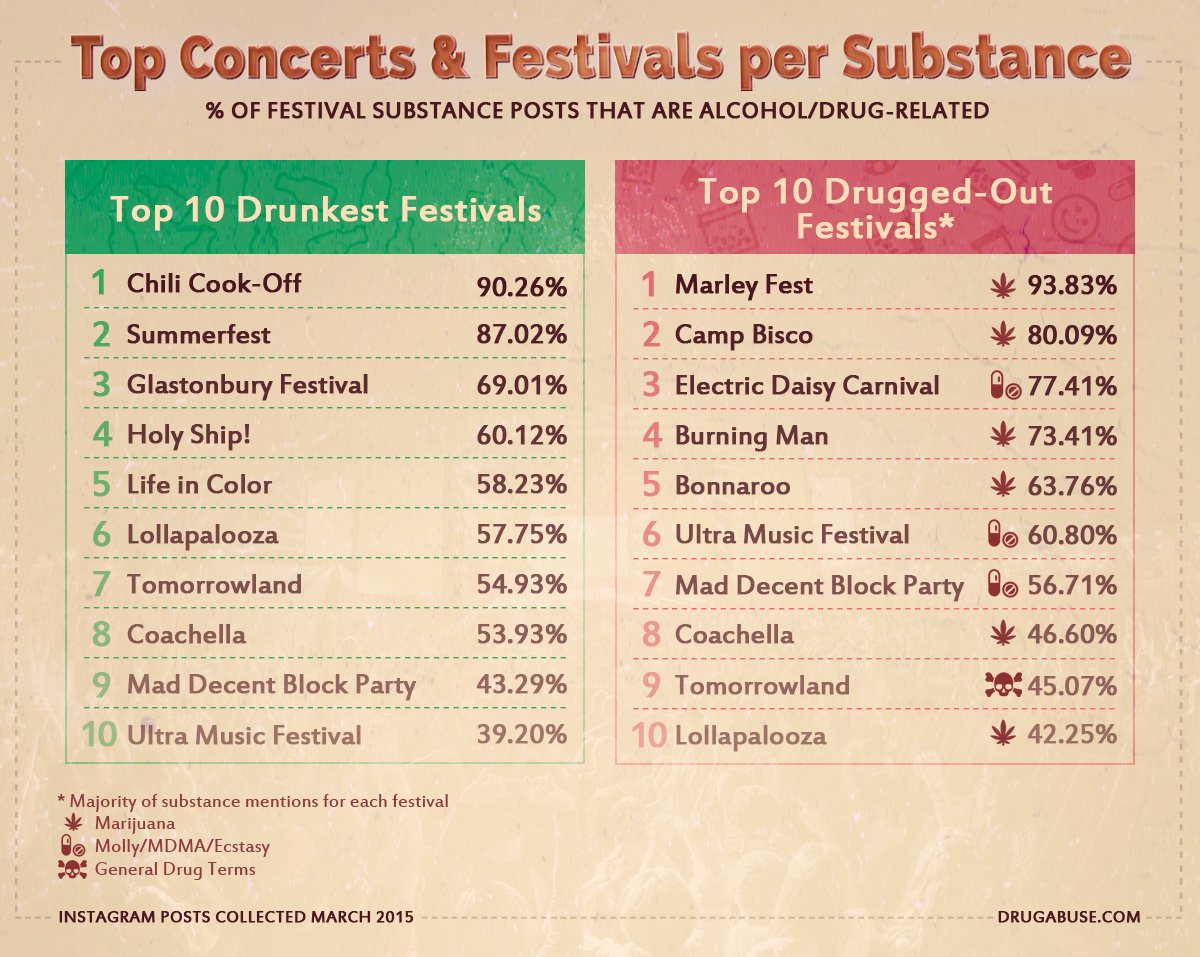 Top Concerts & Festivals per Substance
% OF FESTIVAL SUBSTANCE POSTS THAT ARE ALCOHOL/DRUG-RELATED
Top 10 Drunkest Festivals
1 Chili Cook-Off 90.26%
2 Summerfest 87.02%
3 Glastonbury Festival 69.01%
4 Holy Ship! 60.12%
5 Life in Color 58.23%
6 Lollapalooza 57.75%
7 Tomorrowland 54.93%
8 Coachella 53.93%
9 Mad Decent Block Party 43.29%
10 Ultra Music Festival 39.20%
Top 10 Drugged-Out
Festivals*
1 Marley Fest 93.83%
2 Camp Bisco 80.09%
3 Electric Daisy Carnival 77.41%
4 Burning Man 73.41%
5 Bonnaroo 63.76%
6 Ultra Music Festival 60.80%
7 Mad Decent Block Party 56.71%
8 Coachella 46.60%
9 Tomorrowland 45.07%
10 Lollapalooza 42.25%
* Majority of substance mentions for each festival
Marijuana
Molly/MDMA/Ecstasy
General Drug Terms
INSTAGRAM POSTS COLLECTED MARCH 2015
DRUGABUSE.COM